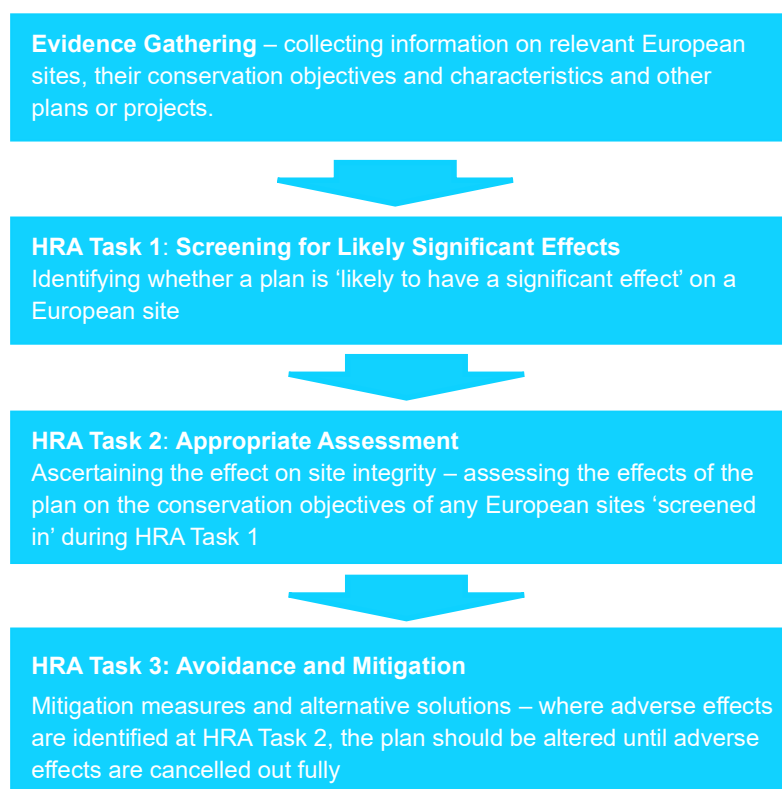 Evidence Gathering – collecting information on relevant European
sites, their conservation objectives and characteristics and other
plans or projects.
HRA Task 1: Screening for Likely Significant Effects
Identifying whether a plan is ‘likely to have a significant effect’ on a
European site
HRA Task 2: Appropriate Assessment
Ascertaining the effect on site integrity – assessing the effects of the
plan on the conservation objectives of any European sites ‘screened
in’ during HRA Task 1
HRA Task 3: Avoidance and Mitigation
Mitigation measures and alternative solutions – where adverse effects
are identified at HRA Task 2, the plan should be altered until adverse
effects are cancelled out fully